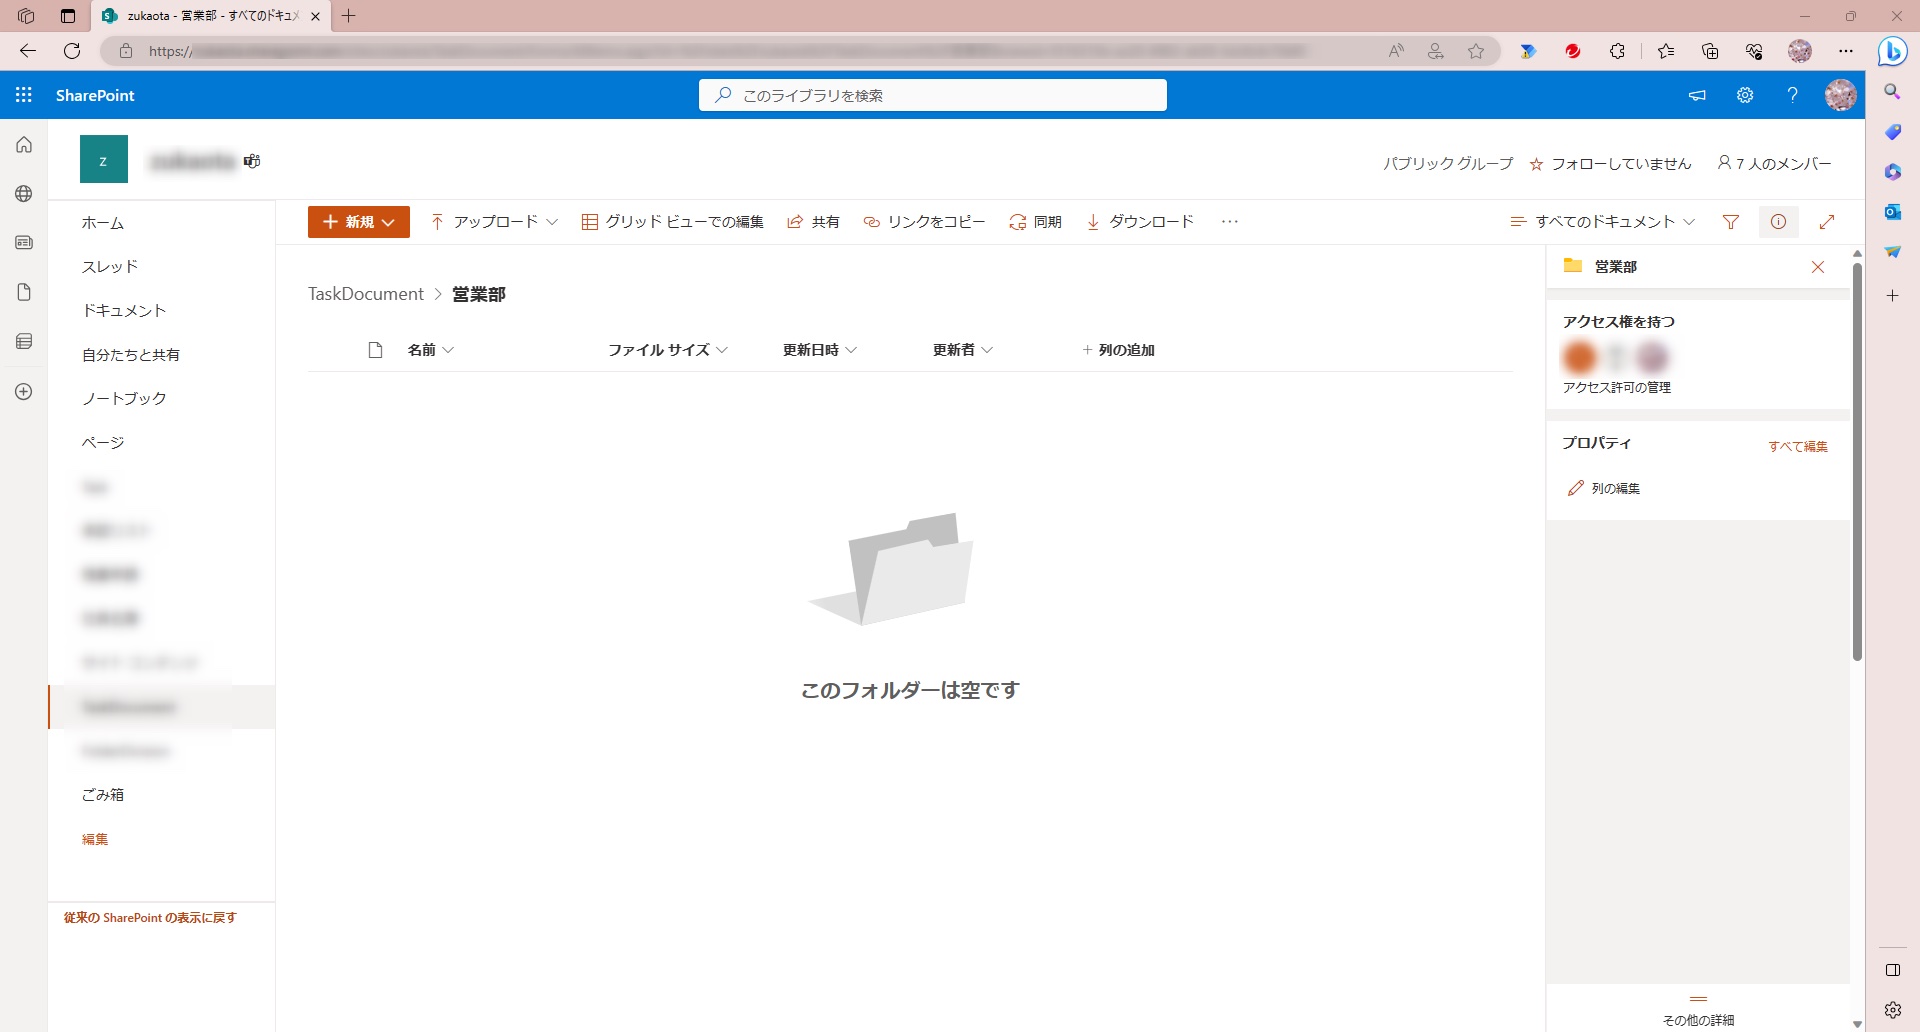 zukaota - 営業部 - すべてのドキュメ
https://
SharePoint
このライブラリを検索
Z
パブリック グループ
フォローしていません
7 人のメンバー
ホーム
スレッド
ドキュメント
自分たちと共有
ノートブック
ページ
ごみ箱
編集
従来の SharePoint の表示に戻す
新規
アップロード
グリッド ビューでの編集
共有
リンクをコピー
同期
ダウンロード
すべてのドキュメント
TaskDocument > 営業部
名前
ファイル サイズ
更新日時
更新者
+ 列の追加
このフォルダーは空です
営業部
アクセス権を持つ
アクセス許可の管理
プロパティ
すべて編集
列の編集
その他の詳細